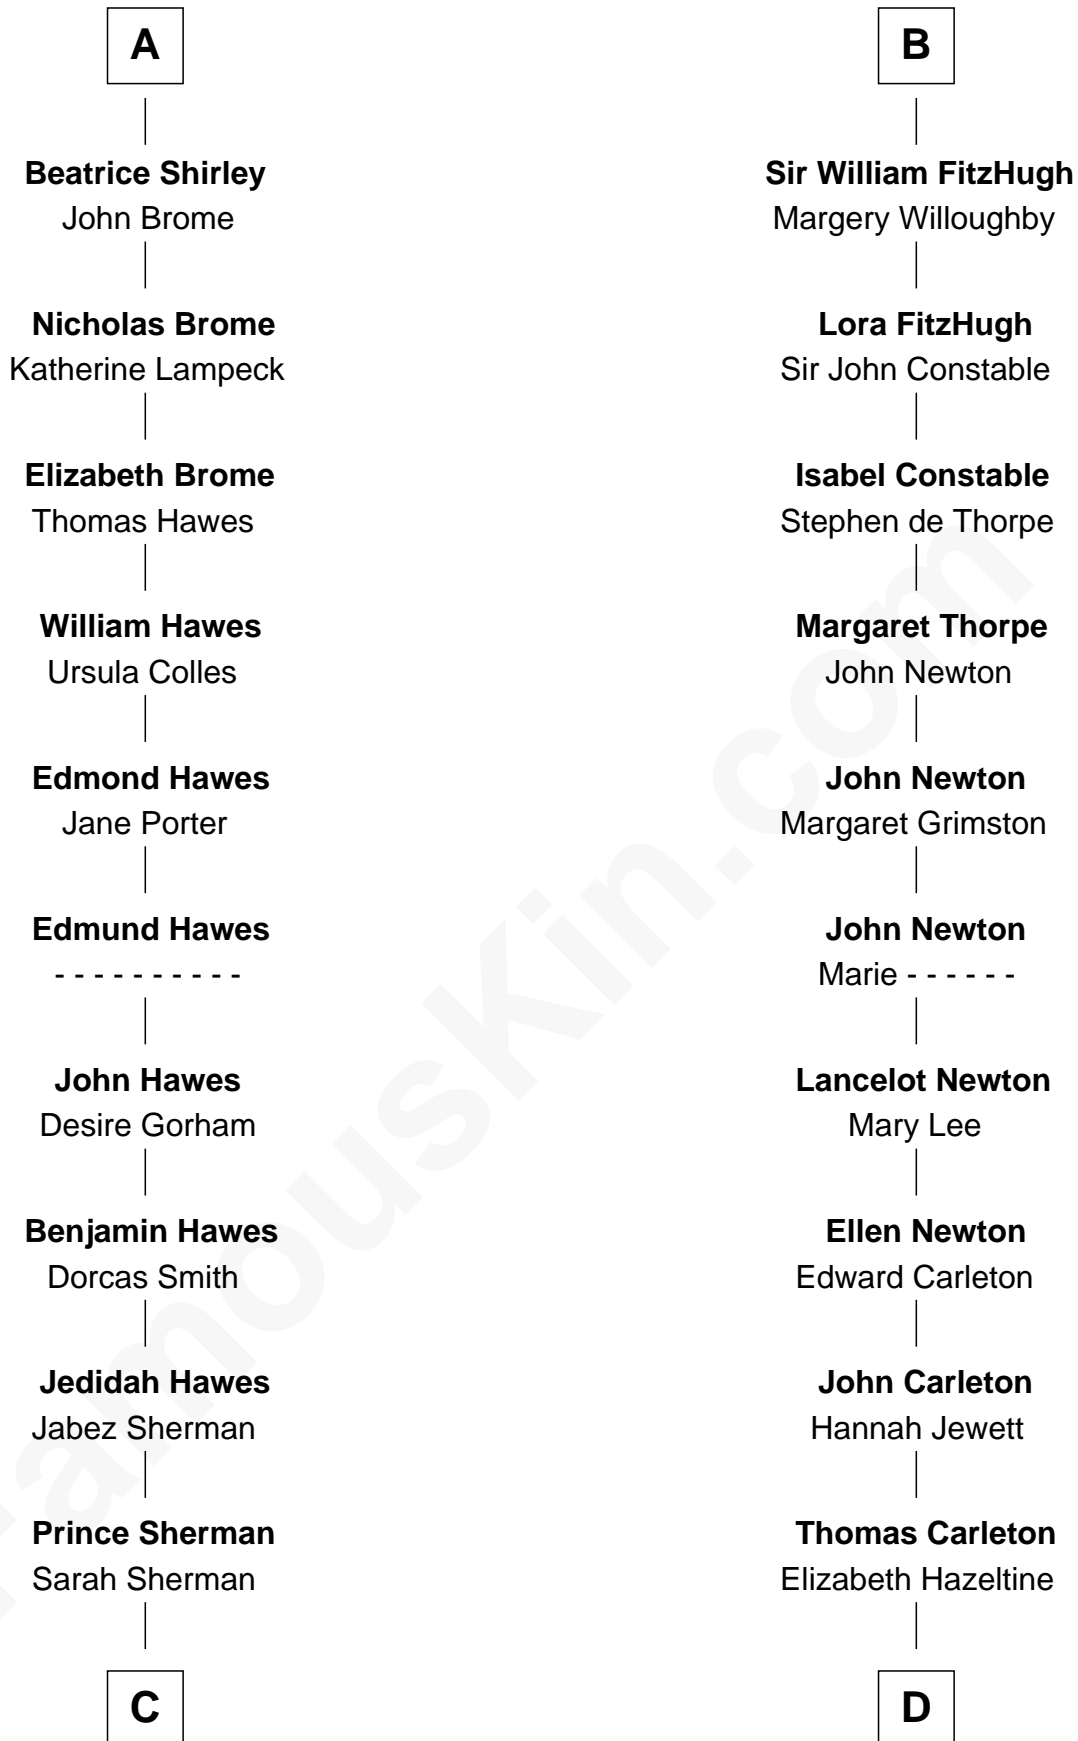 A
Beatrice Shirley
John Brome
Nicholas Brome
Katherine Lampeck
Elizabeth Brome
Thomas Hawes
William Hawes
Ursula Colles
Edmond Hawes
Jane Porter
Edmund Hawes
- - - - - - - - - -
John Hawes
Desire Gorham
Benjamin Hawes
Dorcas Smith
Jedidah Hawes
Jabez Sherman
Prince Sherman
Sarah Sherman
C
B
Sir William FitzHugh
Margery Willoughby
Lora FitzHugh
Sir John Constable
Isabel Constable
Stephen de Thorpe
Margaret Thorpe
John Newton
John Newton
Margaret Grimston
John Newton
Marie - - - - - -
Lancelot Newton
Mary Lee
Ellen Newton
Edward Carleton
John Carleton
Hannah Jewett
Thomas Carleton
Elizabeth Hazeltine
D
FamousKin.com